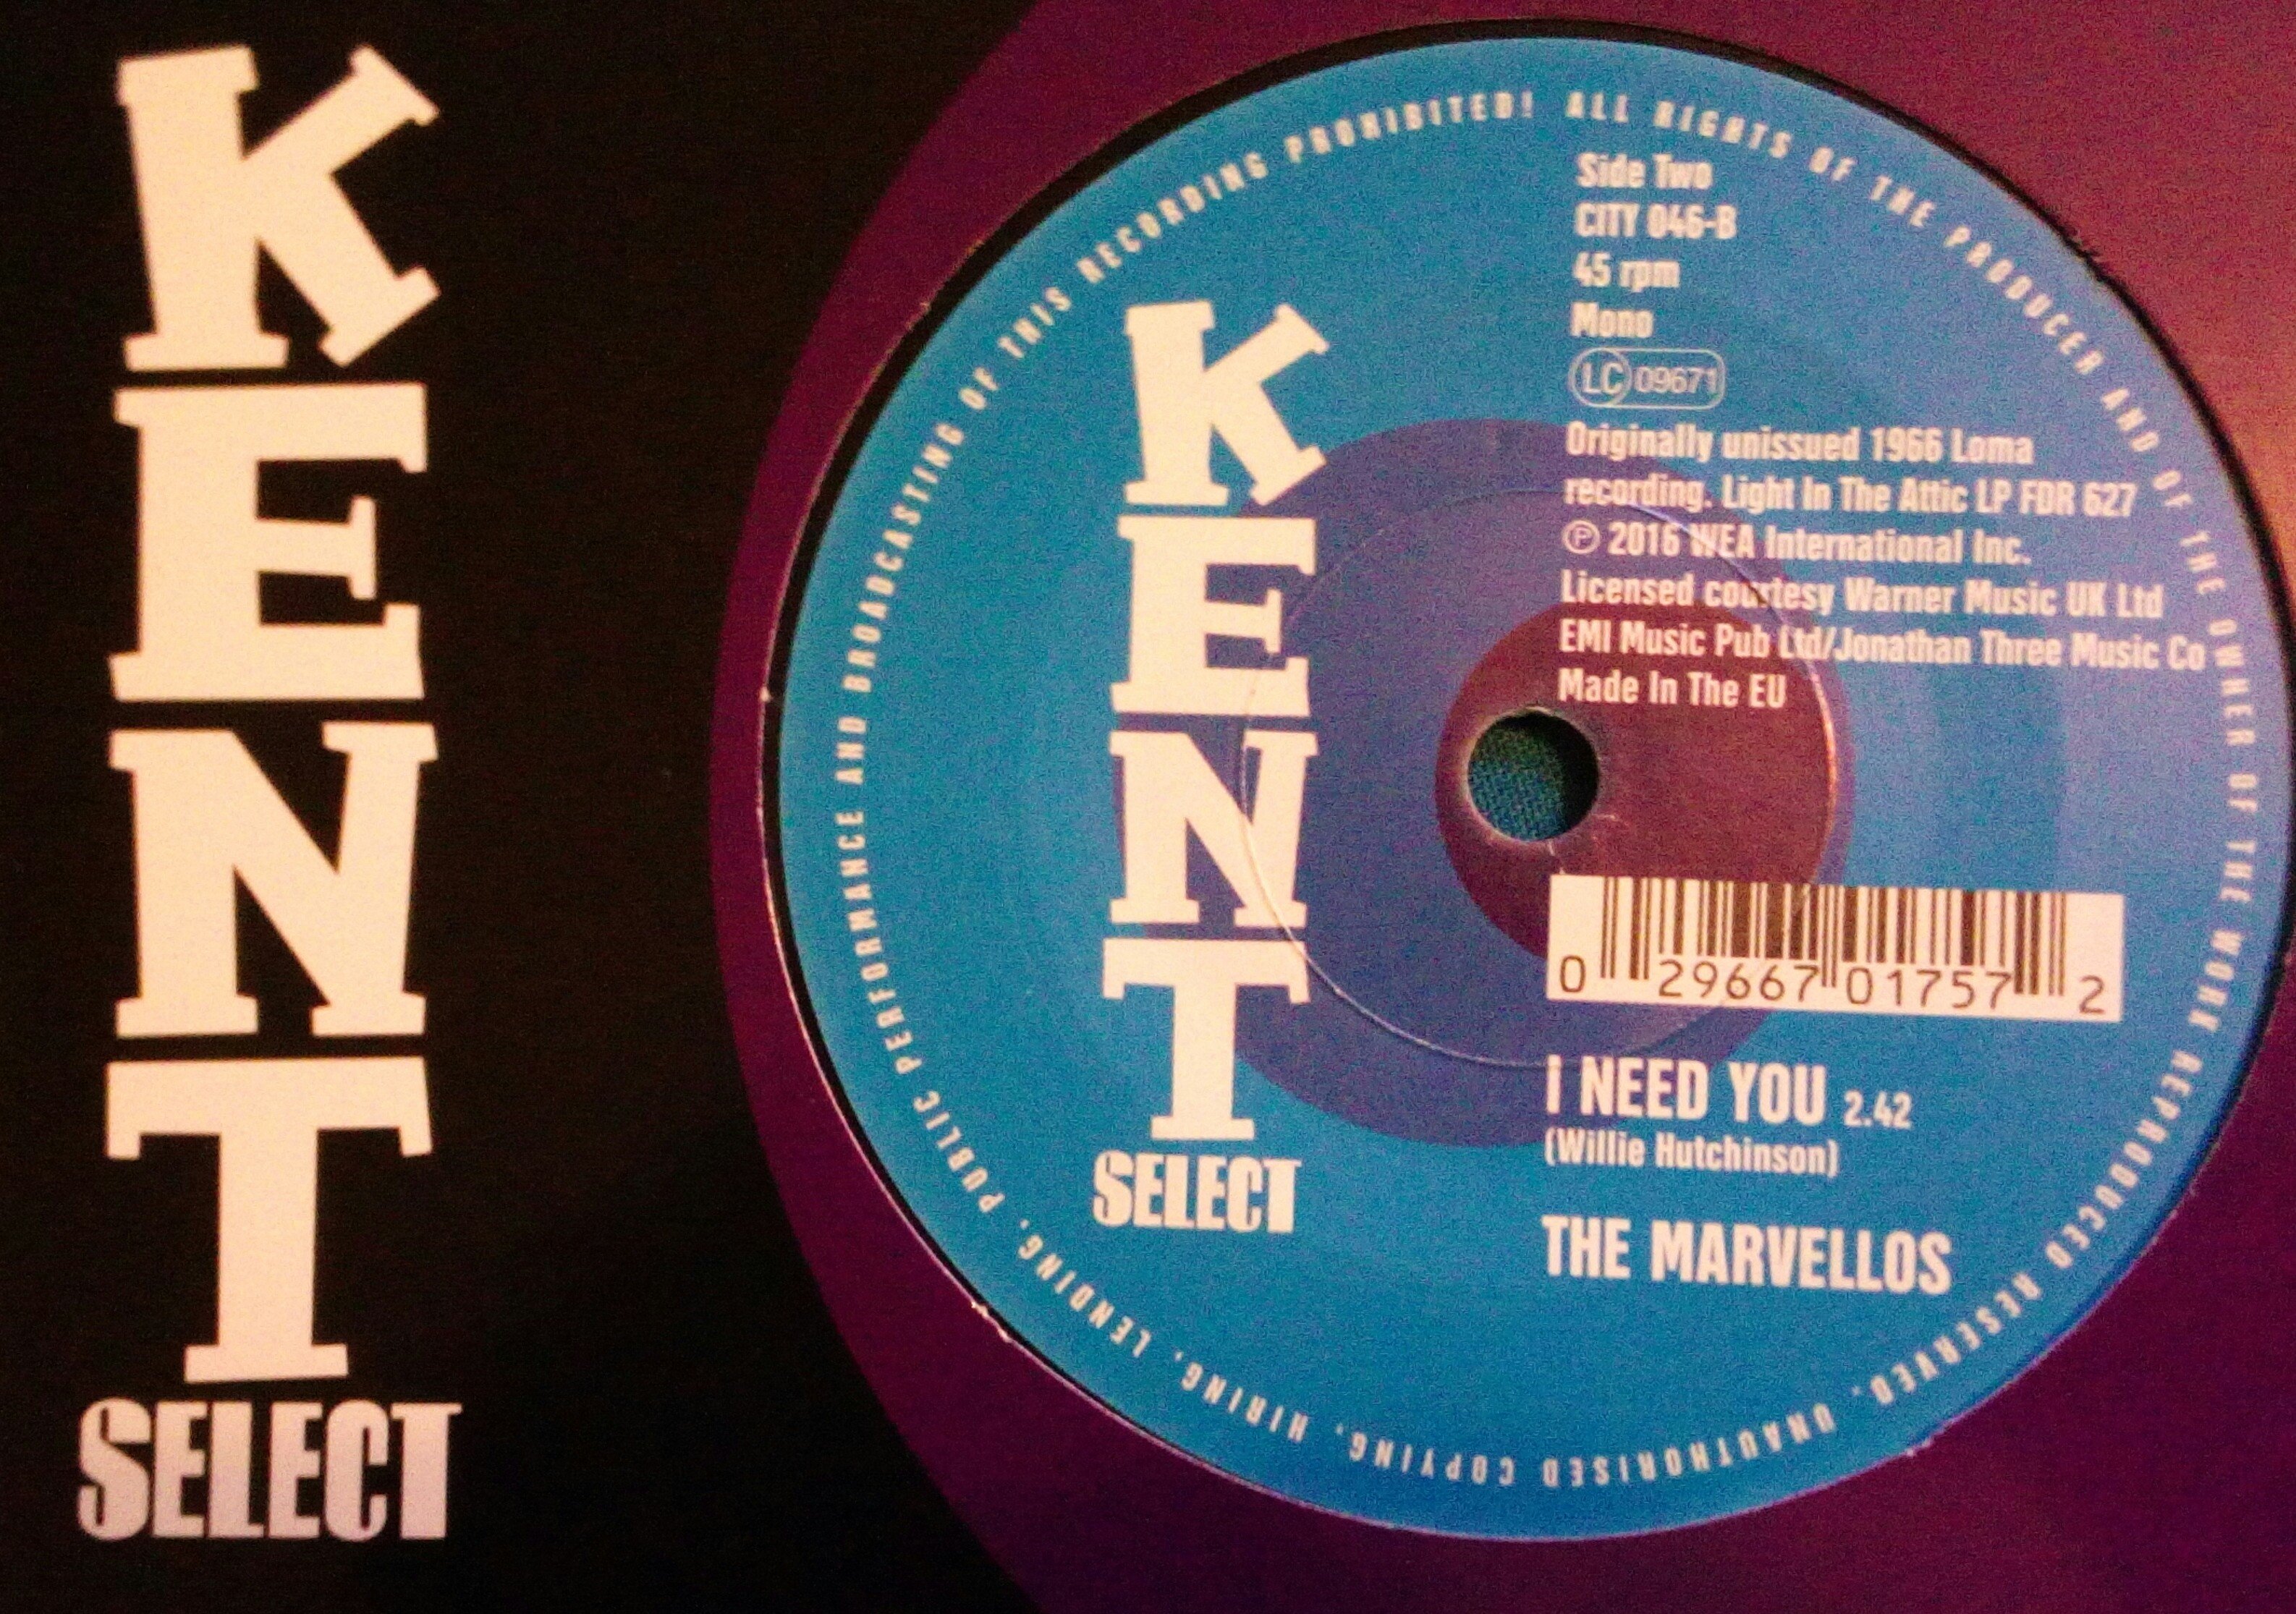 KENT
SELECT
KENT
SELECT
Side Two
CITY 046-B
45 rpm
Mono
LC 09671
Originally unissued 1966 Loma
recording. Light In The Attic LP FDR 627
℗ 2016 WEA International Inc.
Licensed courtesy Warner Music UK Ltd
EMI Music Pub Ltd/Jonathan Three Music Co
Made In The EU
0 29667 01757 2
I NEED YOU 2.42
(Willie Hutchinson)
THE MARVELLOS
ALL RIGHTS OF THE PRODUCER AND OF THE OWNER OF THE WORK REPRODUCED RESERVED. UNAUTHORISED COPYING, HIRING, LENDING, PUBLIC PERFORMANCE AND BROADCASTING OF THIS RECORDING PROHIBITED!